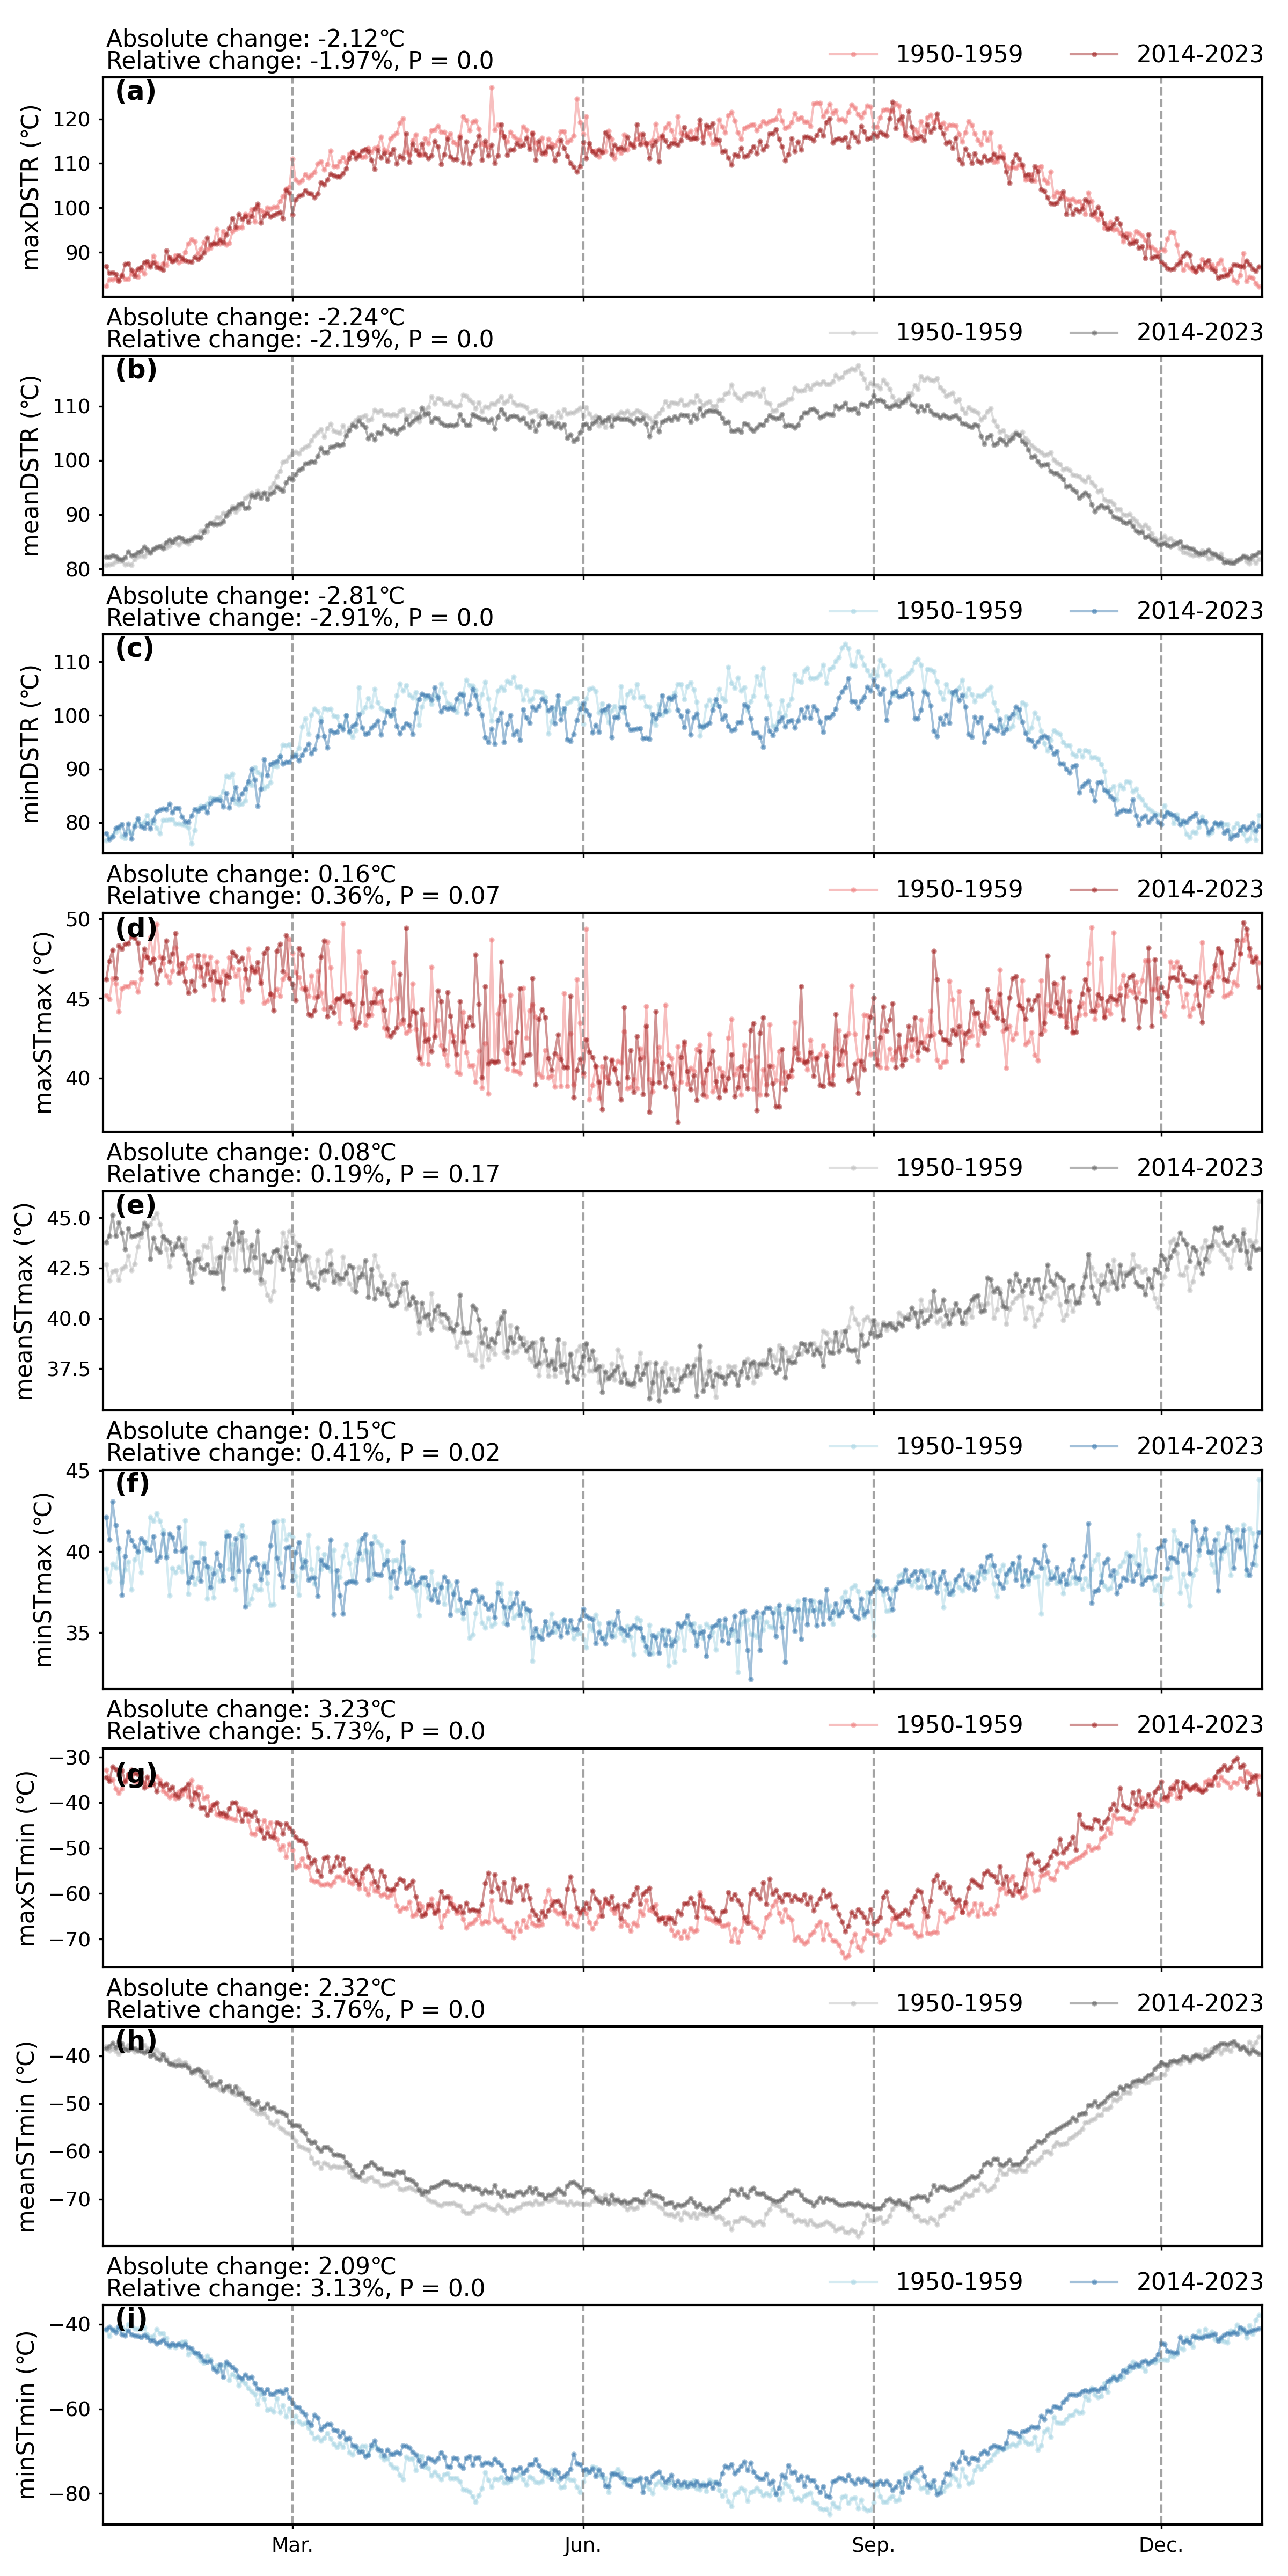 Absolute change: -2.12℃
Relative change: -1.97%, P = 0.0
1950-1959 2014-2023
(a)
maxDSTR (℃)
120
110
100
90
Absolute change: -2.24℃
Relative change: -2.19%, P = 0.0
1950-1959 2014-2023
(b)
meanDSTR (℃)
110
100
90
80
Absolute change: -2.81℃
Relative change: -2.91%, P = 0.0
1950-1959 2014-2023
(c)
minDSTR (℃)
110
100
90
80
Absolute change: 0.16℃
Relative change: 0.36%, P = 0.07
1950-1959 2014-2023
(d)
maxSTmax (℃)
50
45
40
Absolute change: 0.08℃
Relative change: 0.19%, P = 0.17
1950-1959 2014-2023
(e)
meanSTmax (℃)
45.0
42.5
40.0
37.5
Absolute change: 0.15℃
Relative change: 0.41%, P = 0.02
1950-1959 2014-2023
(f)
minSTmax (℃)
45
40
35
Absolute change: 3.23℃
Relative change: 5.73%, P = 0.0
1950-1959 2014-2023
(g)
maxSTmin (℃)
−30
−40
−50
−60
−70
Absolute change: 2.32℃
Relative change: 3.76%, P = 0.0
1950-1959 2014-2023
(h)
meanSTmin (℃)
−40
−50
−60
−70
Absolute change: 2.09℃
Relative change: 3.13%, P = 0.0
1950-1959 2014-2023
(i)
minSTmin (℃)
−40
−60
−80
Mar. Jun. Sep. Dec.